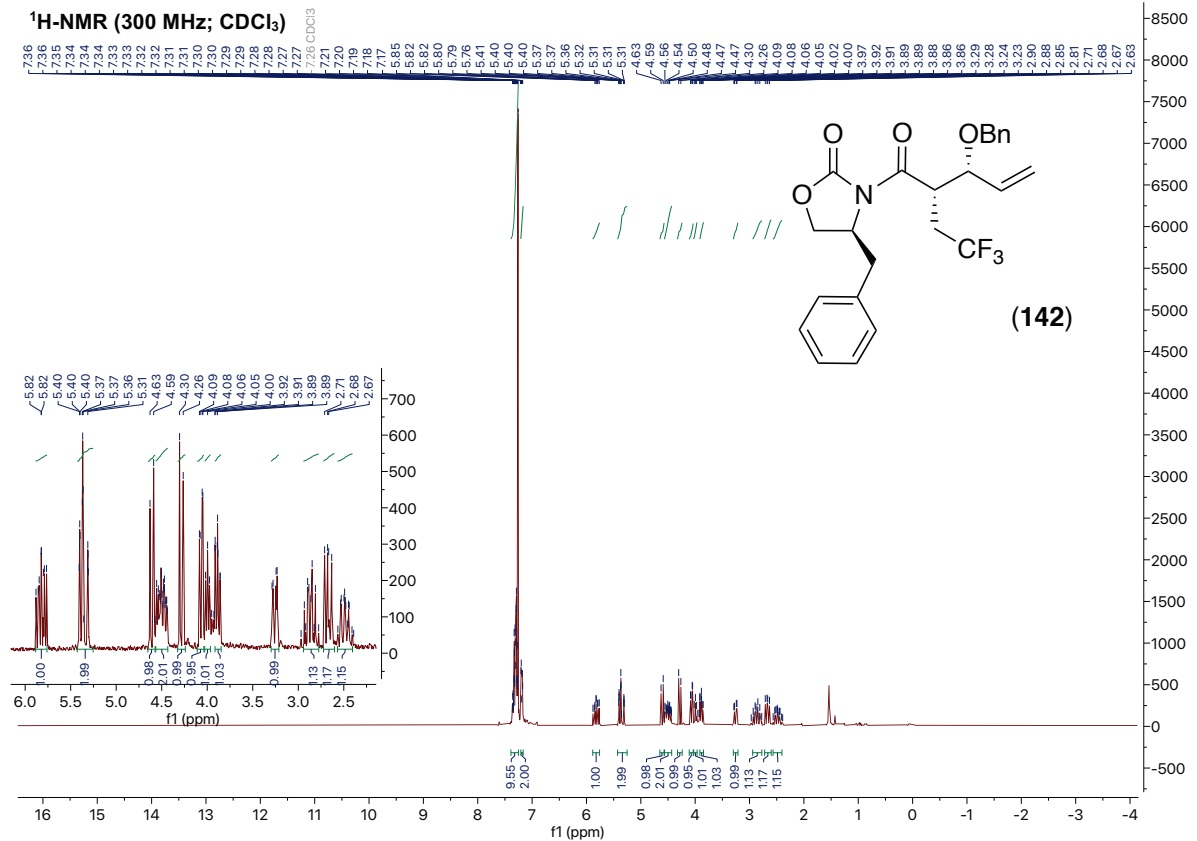 ¹H-NMR (300 MHz; CDCl₃)
7.36 7.36 7.35 7.34 7.34 7.34 7.33 7.33 7.32 7.32 7.31 7.31 7.30 7.30 7.29 7.29 7.28 7.28 7.27 7.27 7.26 CDCl3 7.21 7.20 7.19 7.18 7.17 5.85 5.82 5.82 5.80 5.79 5.76 5.41 5.40 5.40 5.40 5.37 5.37 5.36 5.32 5.31 5.31 5.31 4.63 4.59 4.56 4.54 4.50 4.48 4.47 4.47 4.30 4.26 4.09 4.08 4.06 4.05 4.02 4.00 3.97 3.92 3.91 3.89 3.89 3.88 3.86 3.86 3.29 3.28 3.24 3.23 2.90 2.88 2.85 2.81 2.71 2.68 2.67 2.63
8500
8000
7500
7000
6500
6000
5500
5000
4500
4000
3500
3000
2500
2000
1500
1000
500
0
-500
O O OBn
O N
CF₃
(142)
5.82 5.82 5.40 5.40 5.40 5.37 5.37 5.36 5.31 4.63 4.59 4.30 4.26 4.09 4.08 4.06 4.05 4.00 3.92 3.91 3.89 3.89 2.71 2.68 2.67
700
600
500
400
300
200
100
0
1.00 1.99 0.98 2.01 0.99 0.95 1.01 1.03 0.99 1.13 1.17 1.15
6.0 5.5 5.0 4.5 4.0 3.5 3.0 2.5
f1 (ppm)
9.55 2.00 1.00 1.99 0.98 2.01 0.99 0.95 1.01 1.03 0.99 1.13 1.17 1.15
16 15 14 13 12 11 10 9 8 7 6 5 4 3 2 1 0 -1 -2 -3 -4
f1 (ppm)